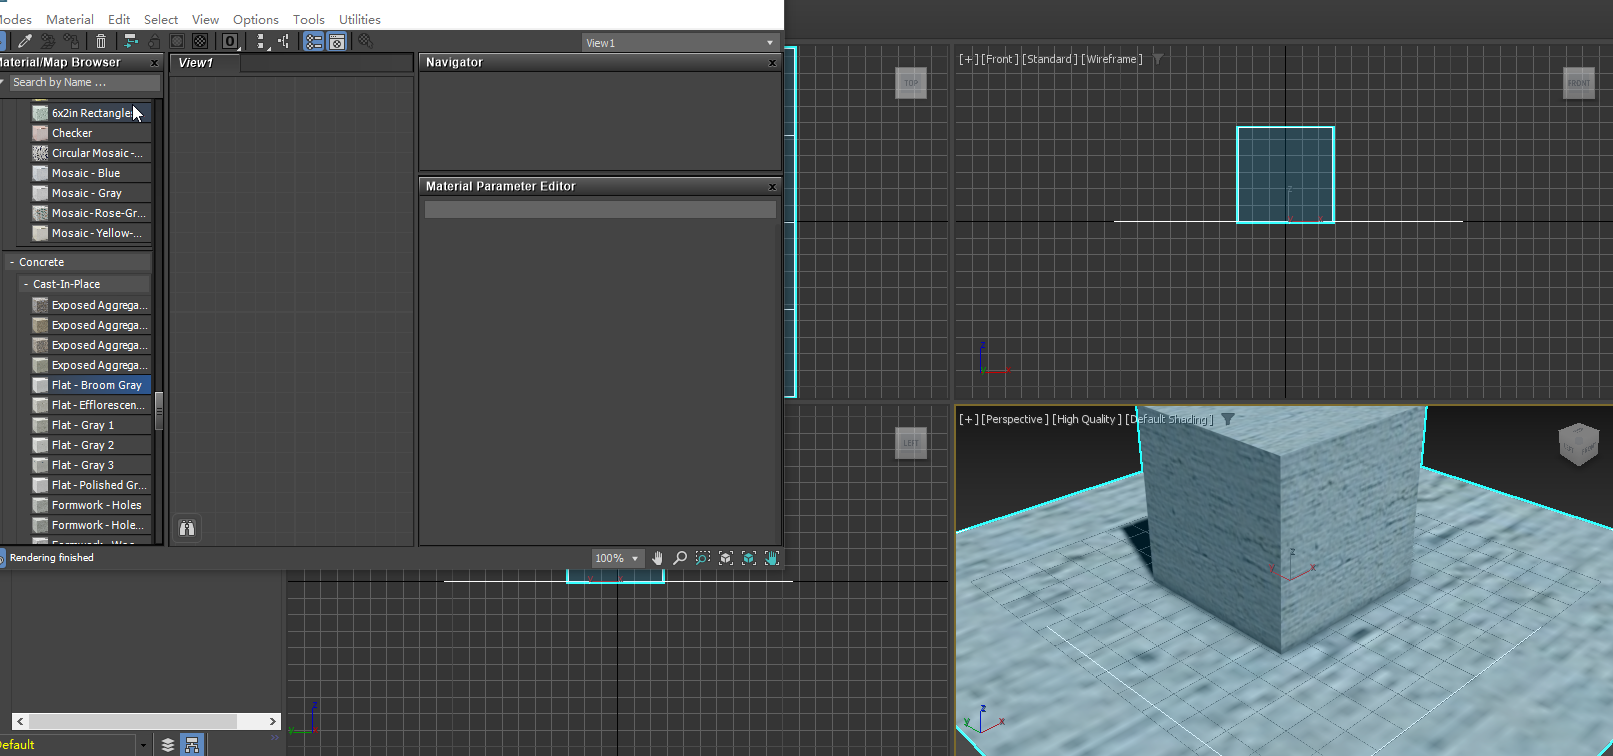 Modes Material Edit Select View Options Tools Utilities
View1
Material/Map Browser x
View1
Navigator x
Search by Name ...
6x2in Rectangle
Checker
Circular Mosaic -...
Mosaic - Blue
Mosaic - Gray
Mosaic - Rose-Gr...
Mosaic - Yellow-...
- Concrete
- Cast-In-Place
Exposed Aggrega...
Exposed Aggrega...
Exposed Aggrega...
Exposed Aggrega...
Flat - Broom Gray
Flat - Efflorescen...
Flat - Gray 1
Flat - Gray 2
Flat - Gray 3
Flat - Polished Gr...
Formwork - Holes
Formwork - Hole...
Material Parameter Editor x
Rendering finished
100%
Default
TOP
[+] [Front ] [Standard ] [Wireframe ]
FRONT
z
x
z
LEFT
z
y
[+] [Perspective ] [High Quality ] [Default Shading ]
z
y
x
z
y
x